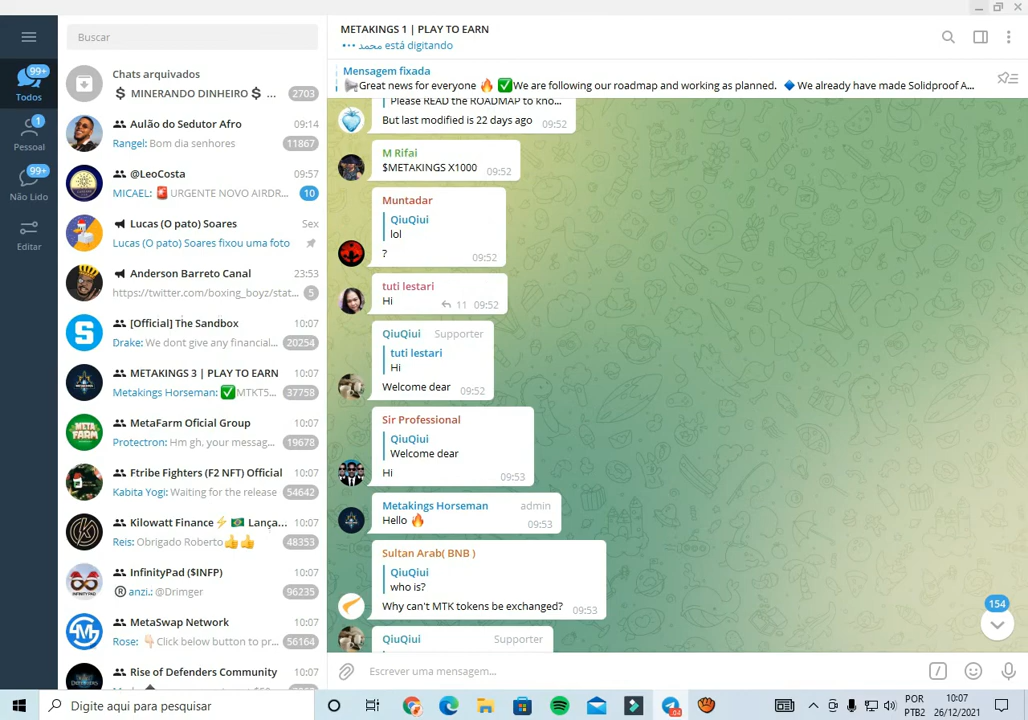 METAKINGS 1 | PLAY TO EARN
محمد está digitando
Mensagem fixada
📢Great news for everyone 🔥 ✅We are following our roadmap and working as planned. 🔷We already have made Solidproof A...
Buscar
99+
Todos
1
Pessoal
99+
Não Lido
Editar
Chats arquivados
💲 MINERANDO DINHEIRO 💲 ...
2703
Aulão do Sedutor Afro
09:14
Rangel: Bom dia senhores
11867
@LeoCosta
09:57
MICAEL: 🚨 URGENTE NOVO AIRDR...
10
Lucas (O pato) Soares
Sex
Lucas (O pato) Soares fixou uma foto
Anderson Barreto Canal
23:53
https://twitter.com/boxing_boyz/stat...
5
[Official] The Sandbox
10:07
Drake: We dont give any financial...
20254
METAKINGS 3 | PLAY TO EARN
10:07
Metakings Horseman: ✅MTKT5...
37758
MetaFarm Oficial Group
10:07
Protectron: Hm gh, your messag...
19678
Ftribe Fighters (F2 NFT) Official
10:07
Kabita Yogi: Waiting for the release
54642
Kilowatt Finance⚡ 🇧🇷 Lança...
10:07
Reis: Obrigado Roberto👍👍
48353
InfinityPad ($INFP)
10:07
®anzi.: @Drimger
96235
MetaSwap Network
10:07
Rose: 👇🏻Click below button to pr...
56164
Rise of Defenders Community
10:07
Please READ the ROADMAP to kno...
But last modified is 22 days ago 09:52
M Rifai
$METAKINGS X1000 09:52
Muntadar
QiuQiui
lol
? 09:52
tuti lestari
Hi 11 09:52
QiuQiui Supporter
tuti lestari
Hi
Welcome dear 09:52
Sir Professional
QiuQiui
Welcome dear
Hi 09:53
Metakings Horseman admin
Hello 🔥 09:53
Sultan Arab( BNB )
QiuQiui
who is?
Why can't MTK tokens be exchanged? 09:53
QiuQiui Supporter
154
Escrever uma mensagem...
Digite aqui para pesquisar
POR
PTB2
10:07
26/12/2021